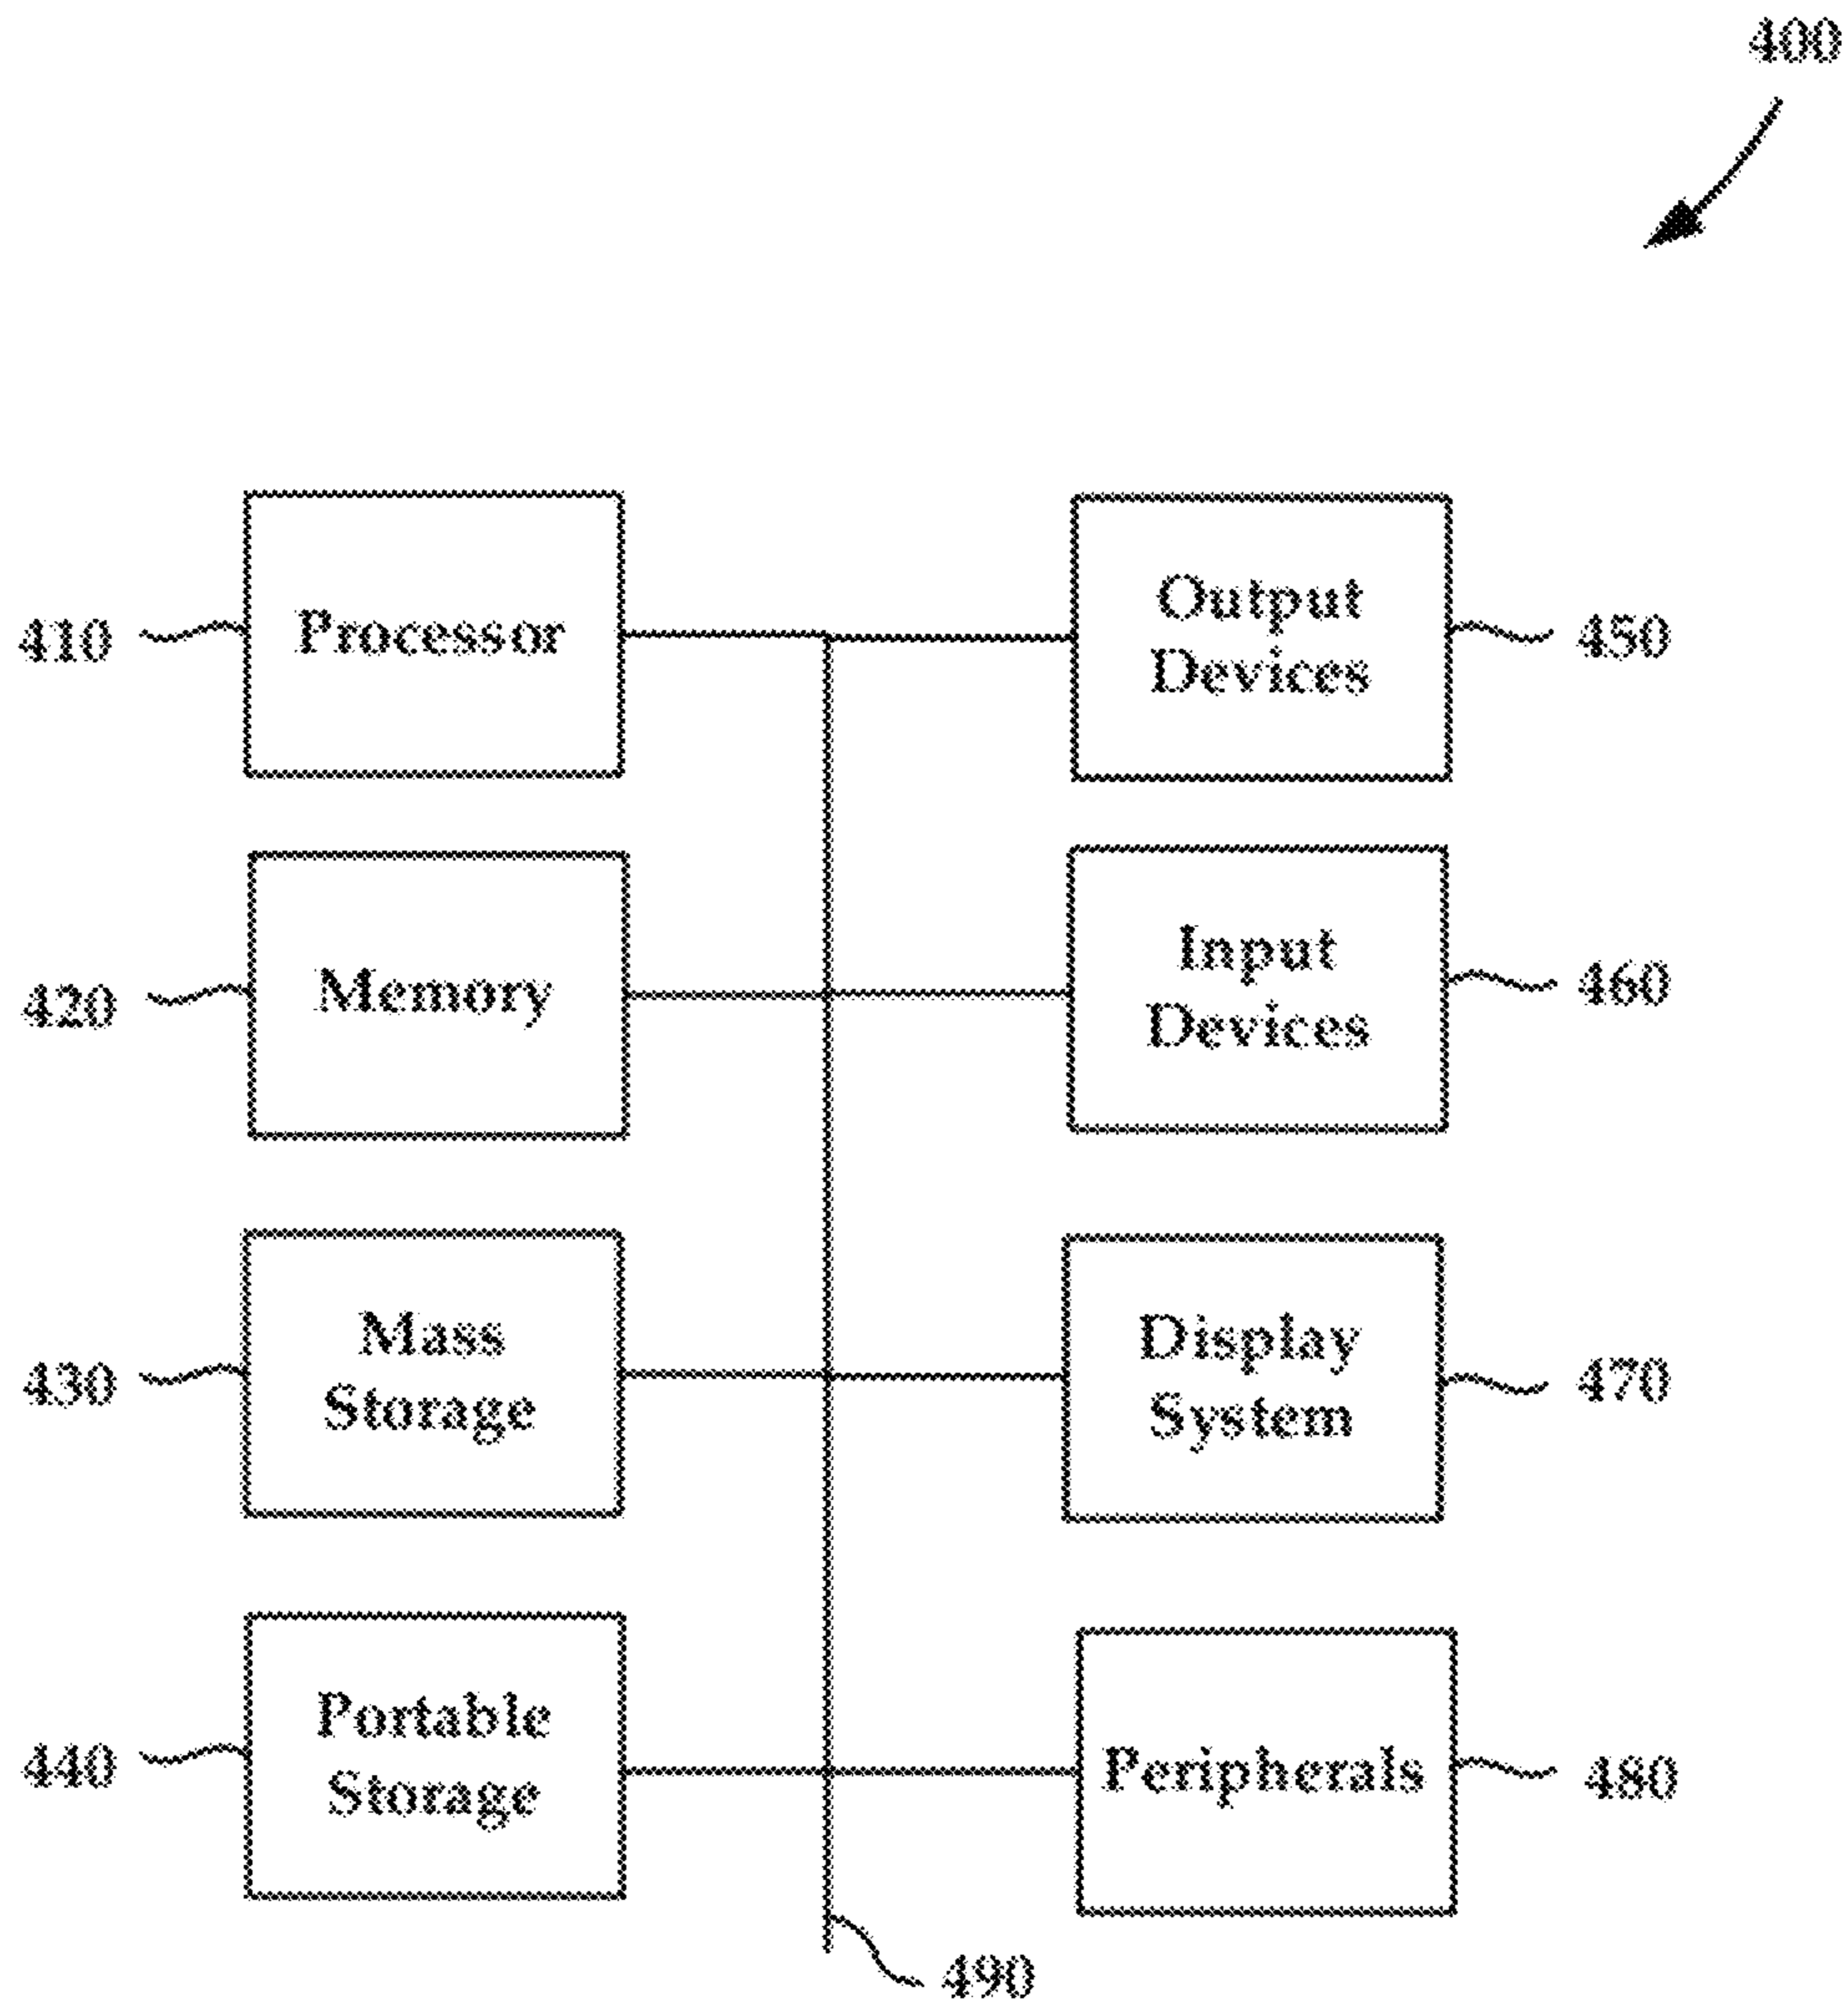 400
410
Processor
Output
Devices
450
420
Memory
Input
Devices
460
430
Mass
Storage
Display
System
470
440
Portable
Storage
Peripherals
480
490